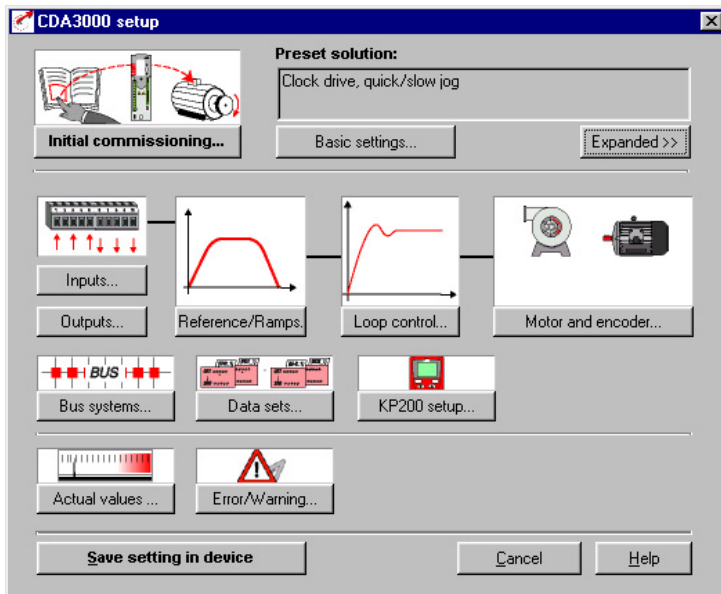 CDA3000 setup
Preset solution:
Clock drive, quick/slow jog
Initial commissioning...
Basic settings...
Expanded >>
Inputs...
Outputs...
Reference/Ramps.
Loop control...
Motor and encoder...
BUS
Bus systems...
Data sets...
KP200 setup...
Actual values ...
Error/Warning...
Save setting in device
Cancel
Help